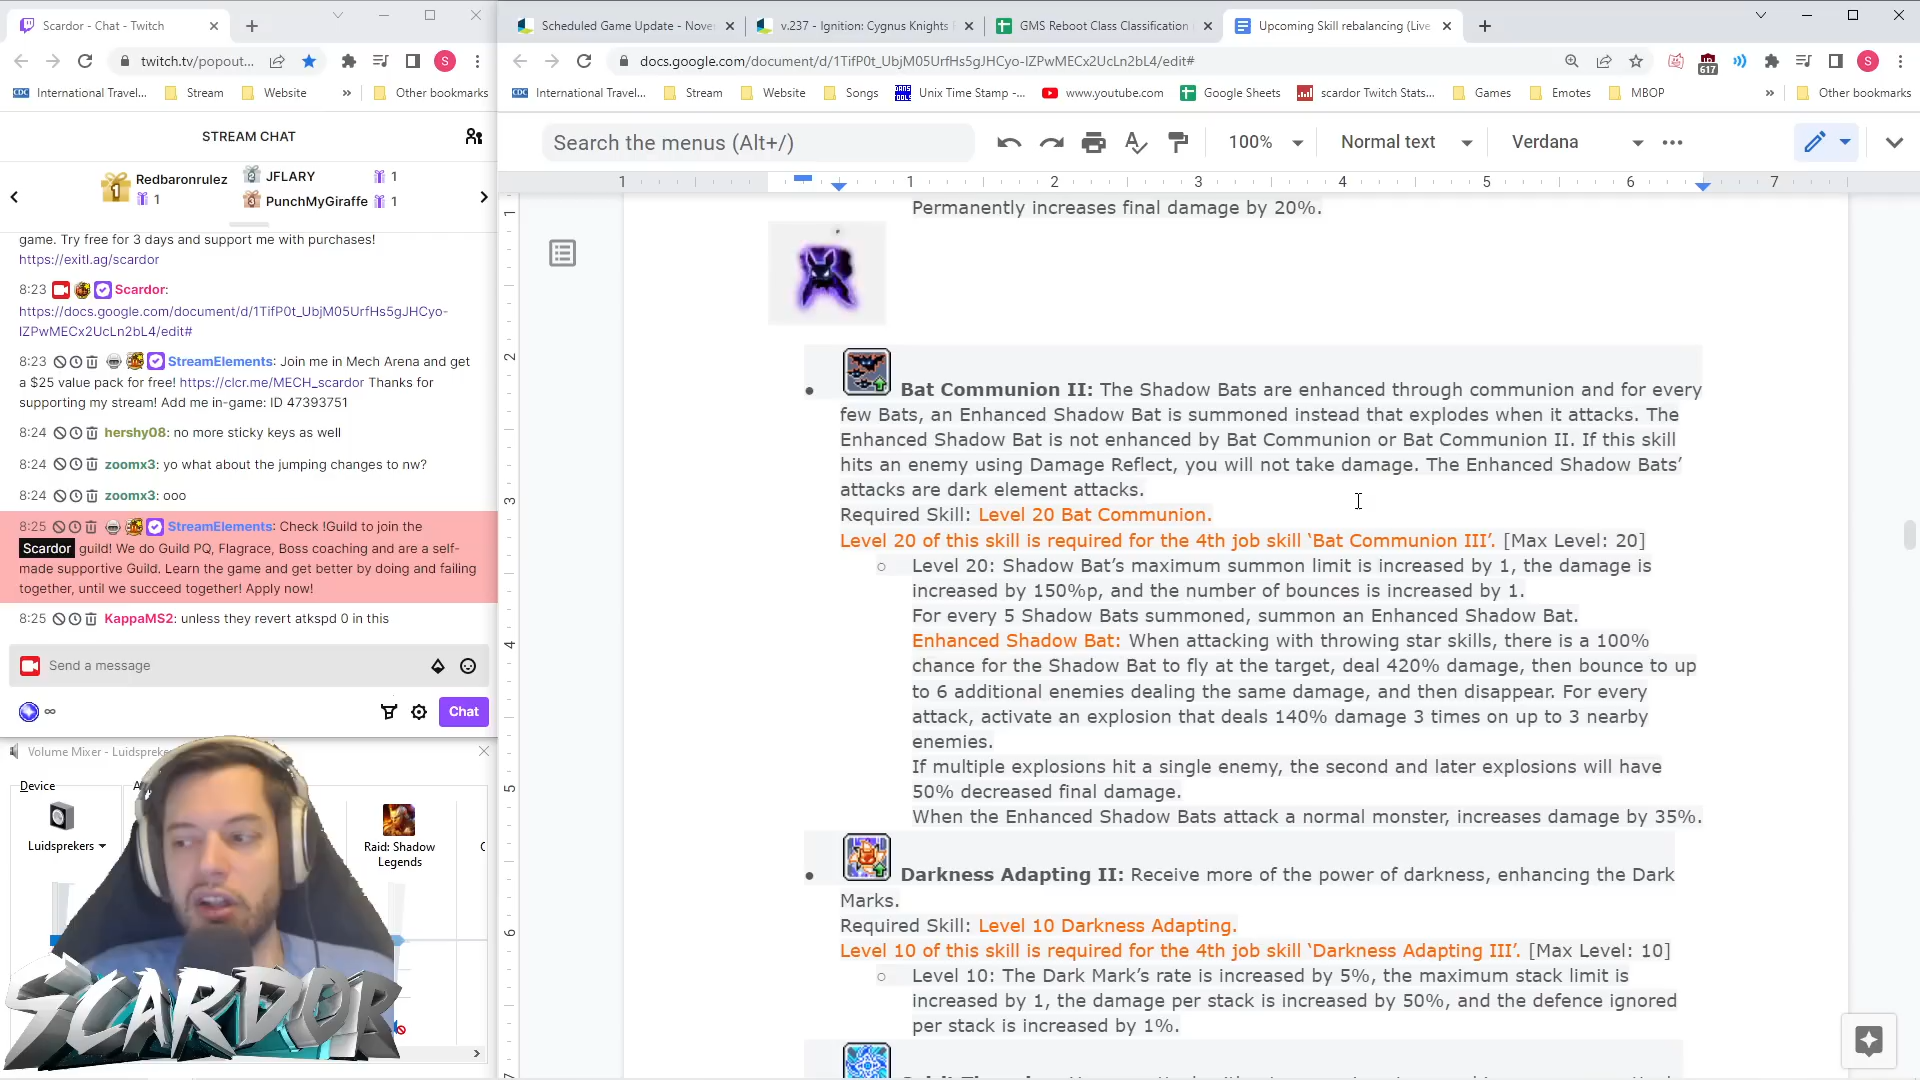 Scardor - Chat - Twitch
Scheduled Game Update - Nove
v.237 - Ignition: Cygnus Knights
GMS Reboot Class Classification
Upcoming Skill rebalancing (Live
twitch.tv/popout...
S
docs.google.com/document/d/1TifP0t_UbjM05UrfHs5gJHCyo-IZPwMECx2UcLn2bL4/edit#
617
S
International Travel...
Stream
Website
»
Other bookmarks
International Travel...
Stream
Website
Songs
Unix Time Stamp -...
www.youtube.com
Google Sheets
scardor Twitch Stats...
Games
Emotes
MBOP
»
Other bookmarks
STREAM CHAT
Search the menus (Alt+/)
100%
Normal text
Verdana
1
Redbaronrulez
1
JFLARY 1
PunchMyGiraffe 1
1 1 2 3 4 5 6 7
game. Try free for 3 days and support me with purchases!
https://exitl.ag/scardor
8:23 Scardor:
https://docs.google.com/document/d/1TifP0t_UbjM05UrfHs5gJHCyo-
IZPwMECx2UcLn2bL4/edit#
8:23 StreamElements: Join me in Mech Arena and get
a $25 value pack for free! https://clcr.me/MECH_scardor Thanks for
supporting my stream! Add me in-game: ID 47393751
8:24 hershy08: no more sticky keys as well
8:24 zoomx3: yo what about the jumping changes to nw?
8:24 zoomx3: ooo
8:25 StreamElements: Check !Guild to join the
Scardor guild! We do Guild PQ, Flagrace, Boss coaching and are a self-
made supportive Guild. Learn the game and get better by doing and failing
together, until we succeed together! Apply now!
8:25 KappaMS2: unless they revert atkspd 0 in this
Send a message
∞
Chat
Volume Mixer - Luidspreke
Device
Luidsprekers
Raid: Shadow
Legends
SCARDOR
1
2
3
4
5
6
Permanently increases final damage by 20%.
Bat Communion II: The Shadow Bats are enhanced through communion and for every
few Bats, an Enhanced Shadow Bat is summoned instead that explodes when it attacks. The
Enhanced Shadow Bat is not enhanced by Bat Communion or Bat Communion II. If this skill
hits an enemy using Damage Reflect, you will not take damage. The Enhanced Shadow Bats’
attacks are dark element attacks.
Required Skill: Level 20 Bat Communion.
Level 20 of this skill is required for the 4th job skill ‘Bat Communion III’. [Max Level: 20]
Level 20: Shadow Bat’s maximum summon limit is increased by 1, the damage is
increased by 150%p, and the number of bounces is increased by 1.
For every 5 Shadow Bats summoned, summon an Enhanced Shadow Bat.
Enhanced Shadow Bat: When attacking with throwing star skills, there is a 100%
chance for the Shadow Bat to fly at the target, deal 420% damage, then bounce to up
to 6 additional enemies dealing the same damage, and then disappear. For every
attack, activate an explosion that deals 140% damage 3 times on up to 3 nearby
enemies.
If multiple explosions hit a single enemy, the second and later explosions will have
50% decreased final damage.
When the Enhanced Shadow Bats attack a normal monster, increases damage by 35%.
Darkness Adapting II: Receive more of the power of darkness, enhancing the Dark
Marks.
Required Skill: Level 10 Darkness Adapting.
Level 10 of this skill is required for the 4th job skill ‘Darkness Adapting III’. [Max Level: 10]
Level 10: The Dark Mark’s rate is increased by 5%, the maximum stack limit is
increased by 1, the damage per stack is increased by 50%, and the defence ignored
per stack is increased by 1%.